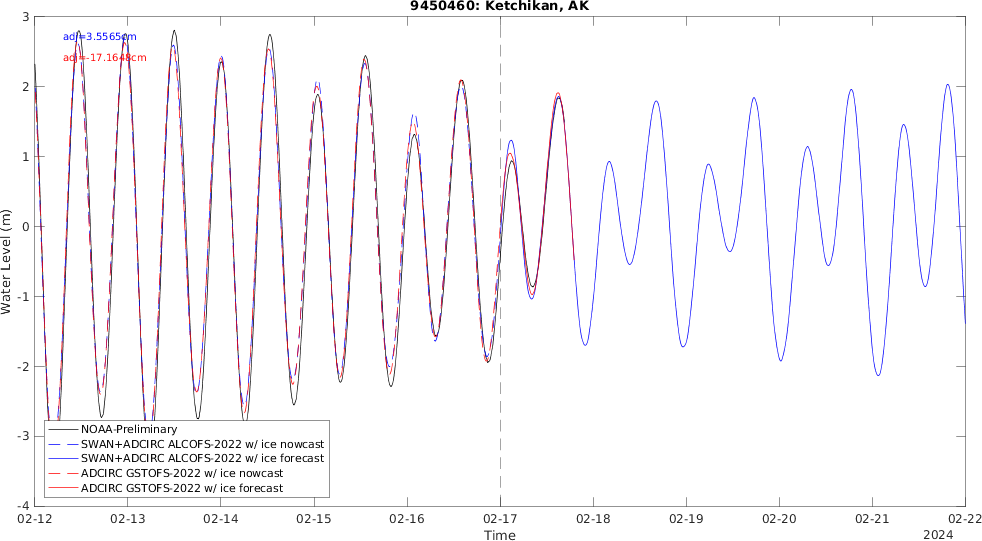 9450460: Ketchikan, AK
adj=3.5565cm
adj=-17.1648cm
Water Level (m)
3
2
1
0
-1
-2
-3
-4
NOAA-Preliminary
SWAN+ADCIRC ALCOFS-2022 w/ ice nowcast
SWAN+ADCIRC ALCOFS-2022 w/ ice forecast
ADCIRC GSTOFS-2022 w/ ice nowcast
ADCIRC GSTOFS-2022 w/ ice forecast
02-12 02-13 02-14 02-15 02-16 02-17 02-18 02-19 02-20 02-21 02-22
Time
2024